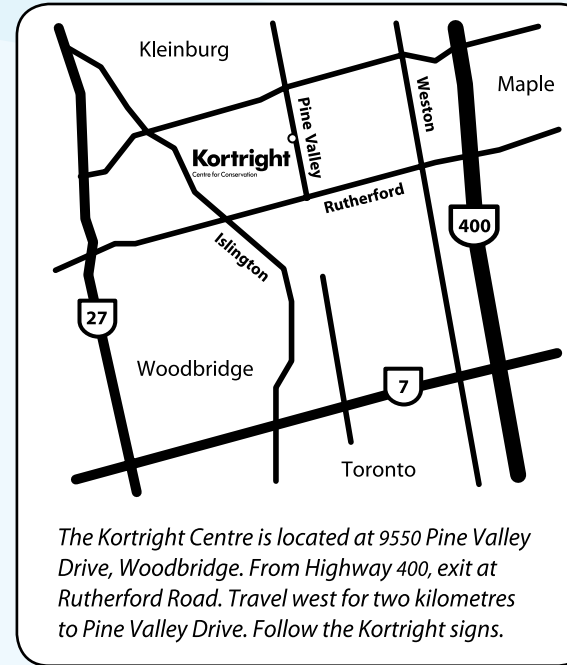 Kleinburg
Maple
Pine Valley
Weston
Kortright
Centre for Conservation
Rutherford
Islington
400
27
Woodbridge
7
Toronto
The Kortright Centre is located at 9550 Pine Valley
Drive, Woodbridge. From Highway 400, exit at
Rutherford Road. Travel west for two kilometres
to Pine Valley Drive. Follow the Kortright signs.